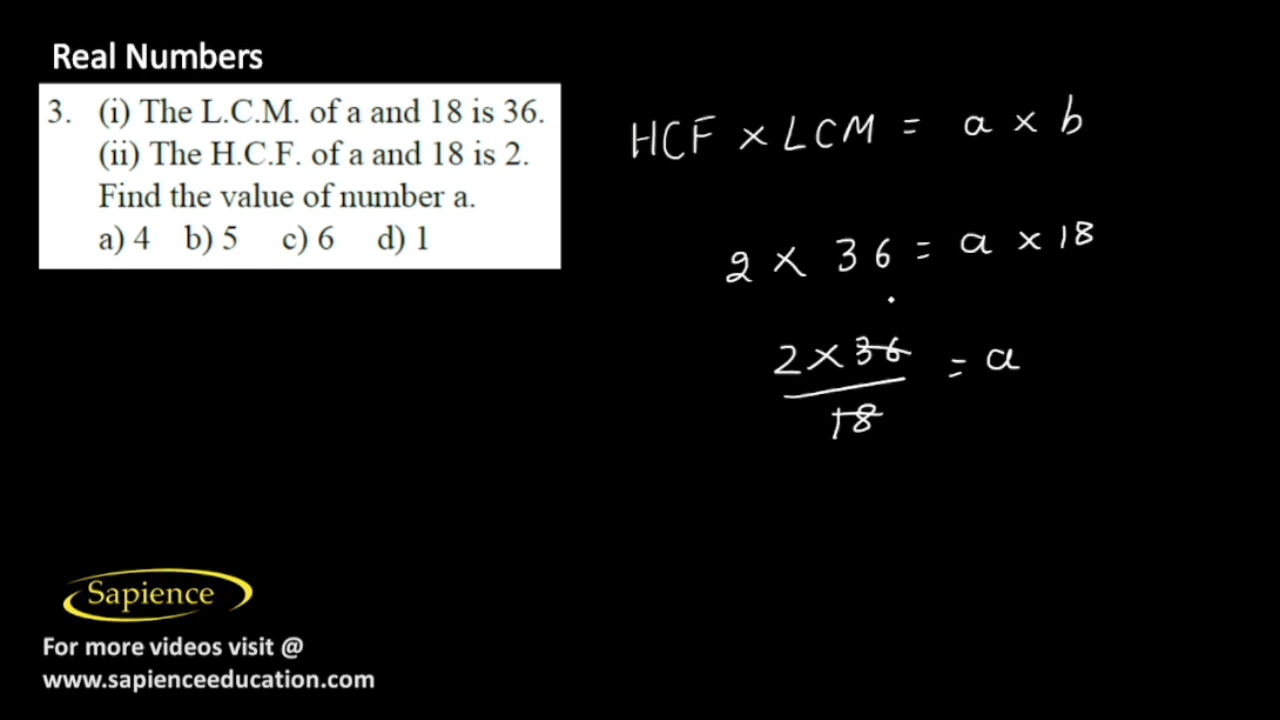 Real Numbers
3. (i) The L.C.M. of a and 18 is 36.
(ii) The H.C.F. of a and 18 is 2.
Find the value of number a.
a) 4 b) 5 c) 6 d) 1
HCF × LCM = a × b
2 × 36 = a × 18
2 × 36 = a
18
Sapience
For more videos visit @
www.sapienceeducation.com